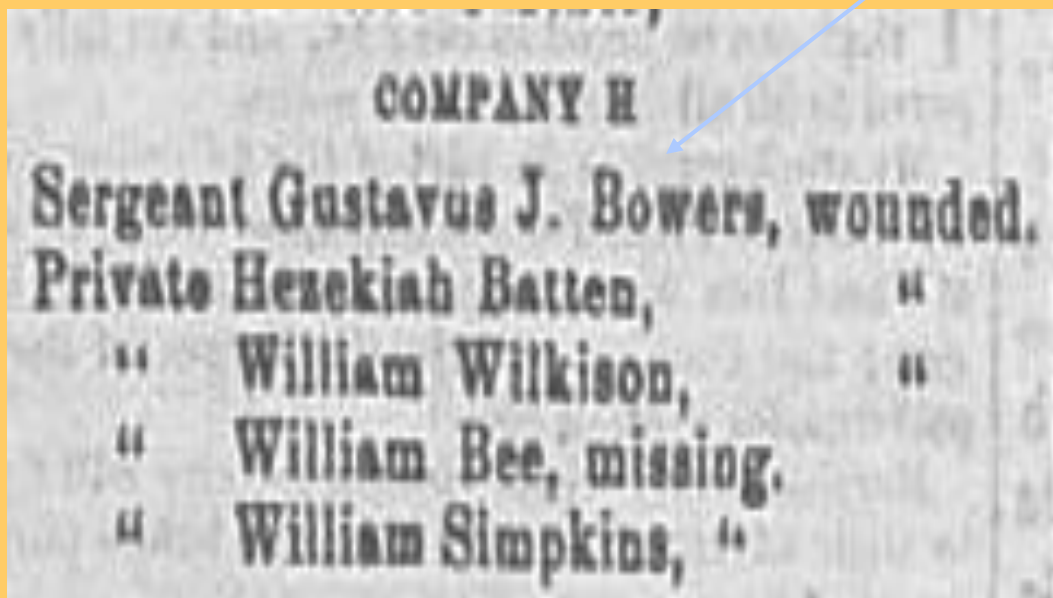 COMPANY H
Sergeant Gustavus J. Bowers, wounded.
Private Hezekiah Batten, "
" William Wilkison, "
" William Bee, missing.
" William Simpkins, "